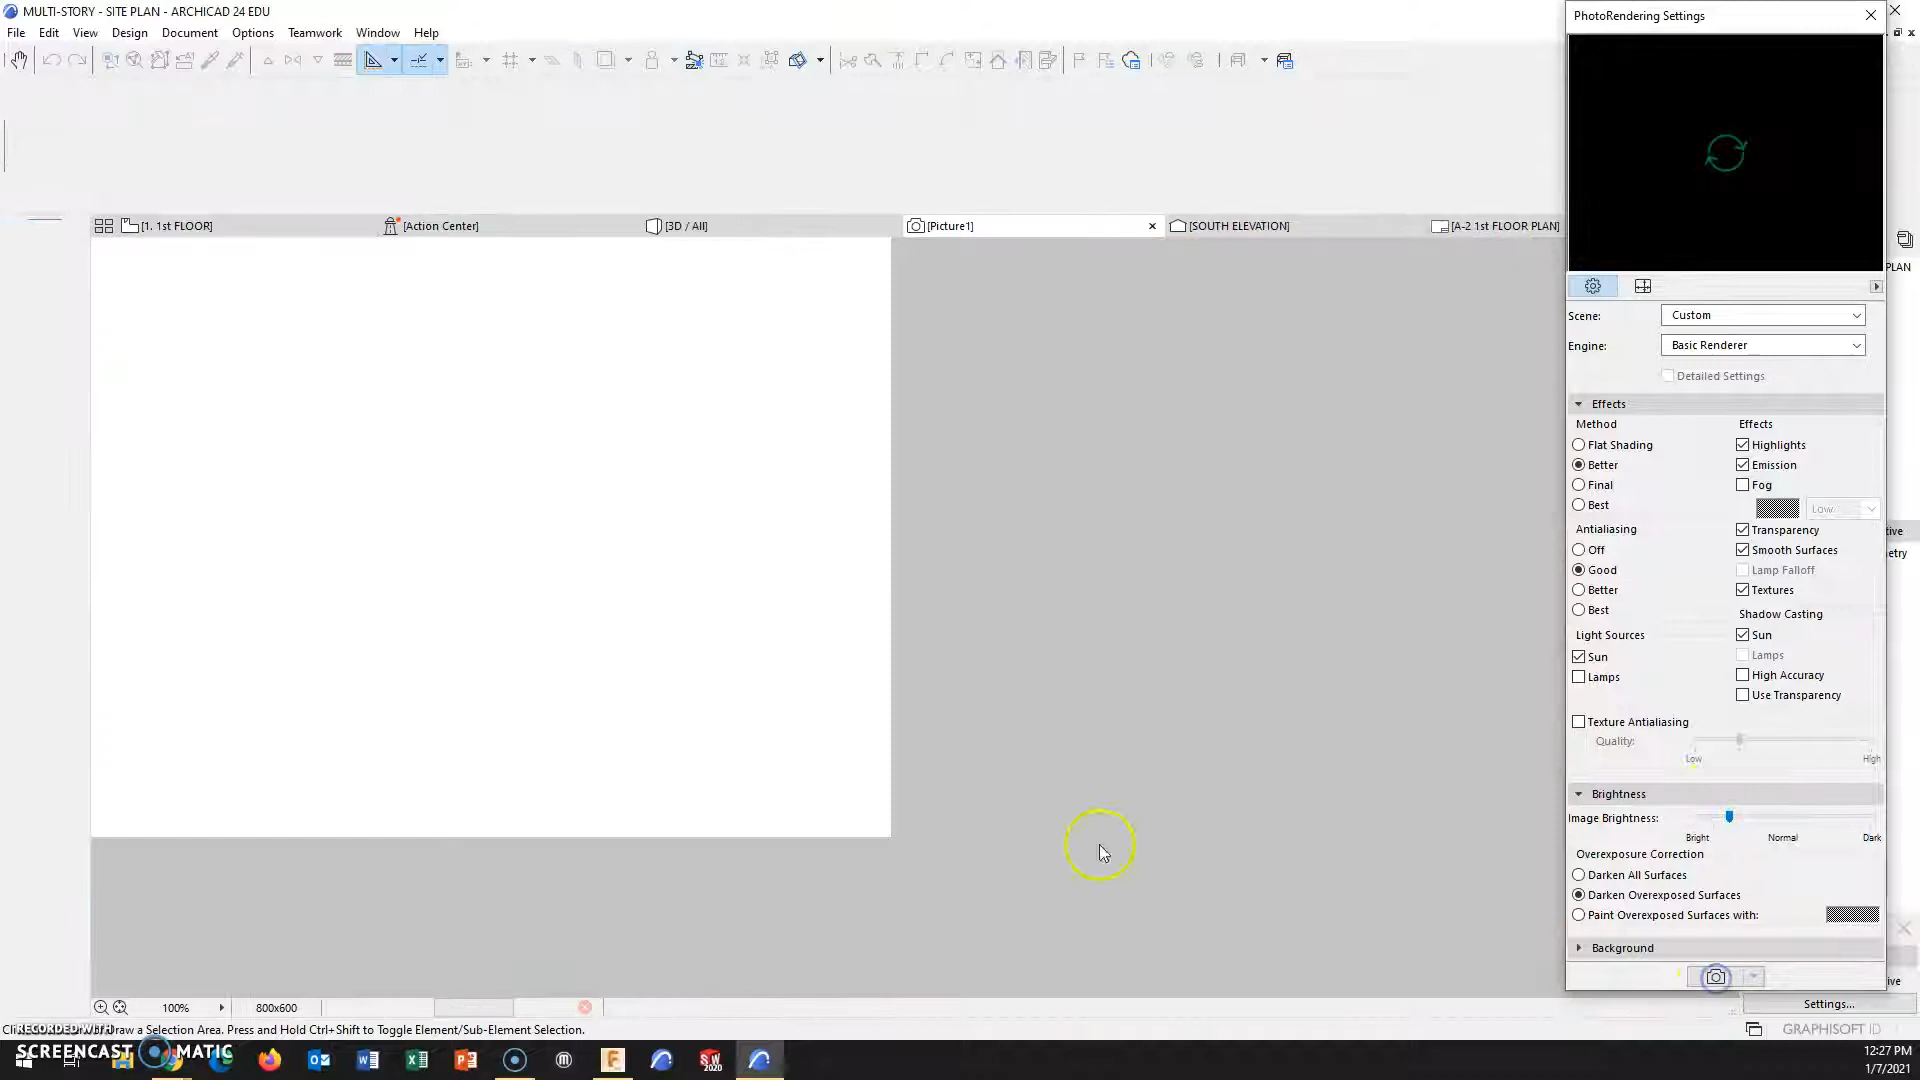 MULTI-STORY - SITE PLAN - ARCHICAD 24 EDU
File Edit View Design Document Options Teamwork Window Help
[1. 1st FLOOR] [Action Center] [3D / All] [Picture1] [SOUTH ELEVATION] [A-2 1st FLOOR PLAN]
PhotoRendering Settings
PLAN
Scene: Custom
Engine: Basic Renderer
Detailed Settings
Effects
Method Effects
Flat Shading Highlights
Better Emission
Final Fog
Best Low
Antialiasing Transparency
Off Smooth Surfaces
Good Lamp Falloff
Better Textures
Best Shadow Casting
Light Sources Sun
Sun Lamps
Lamps High Accuracy
Use Transparency
Texture Antialiasing
Quality:
Low High
Brightness
Image Brightness:
Bright Normal Dark
Overexposure Correction
Darken All Surfaces
Darken Overexposed Surfaces
Paint Overexposed Surfaces with:
Background
tive
etry
ive
Settings...
100% 800x600
Draw a Selection Area. Press and Hold Ctrl+Shift to Toggle Element/Sub-Element Selection.
GRAPHISOFT ID
RECORDED WITH
SCREENCAST MATIC
SW
2020
12:27 PM
1/7/2021